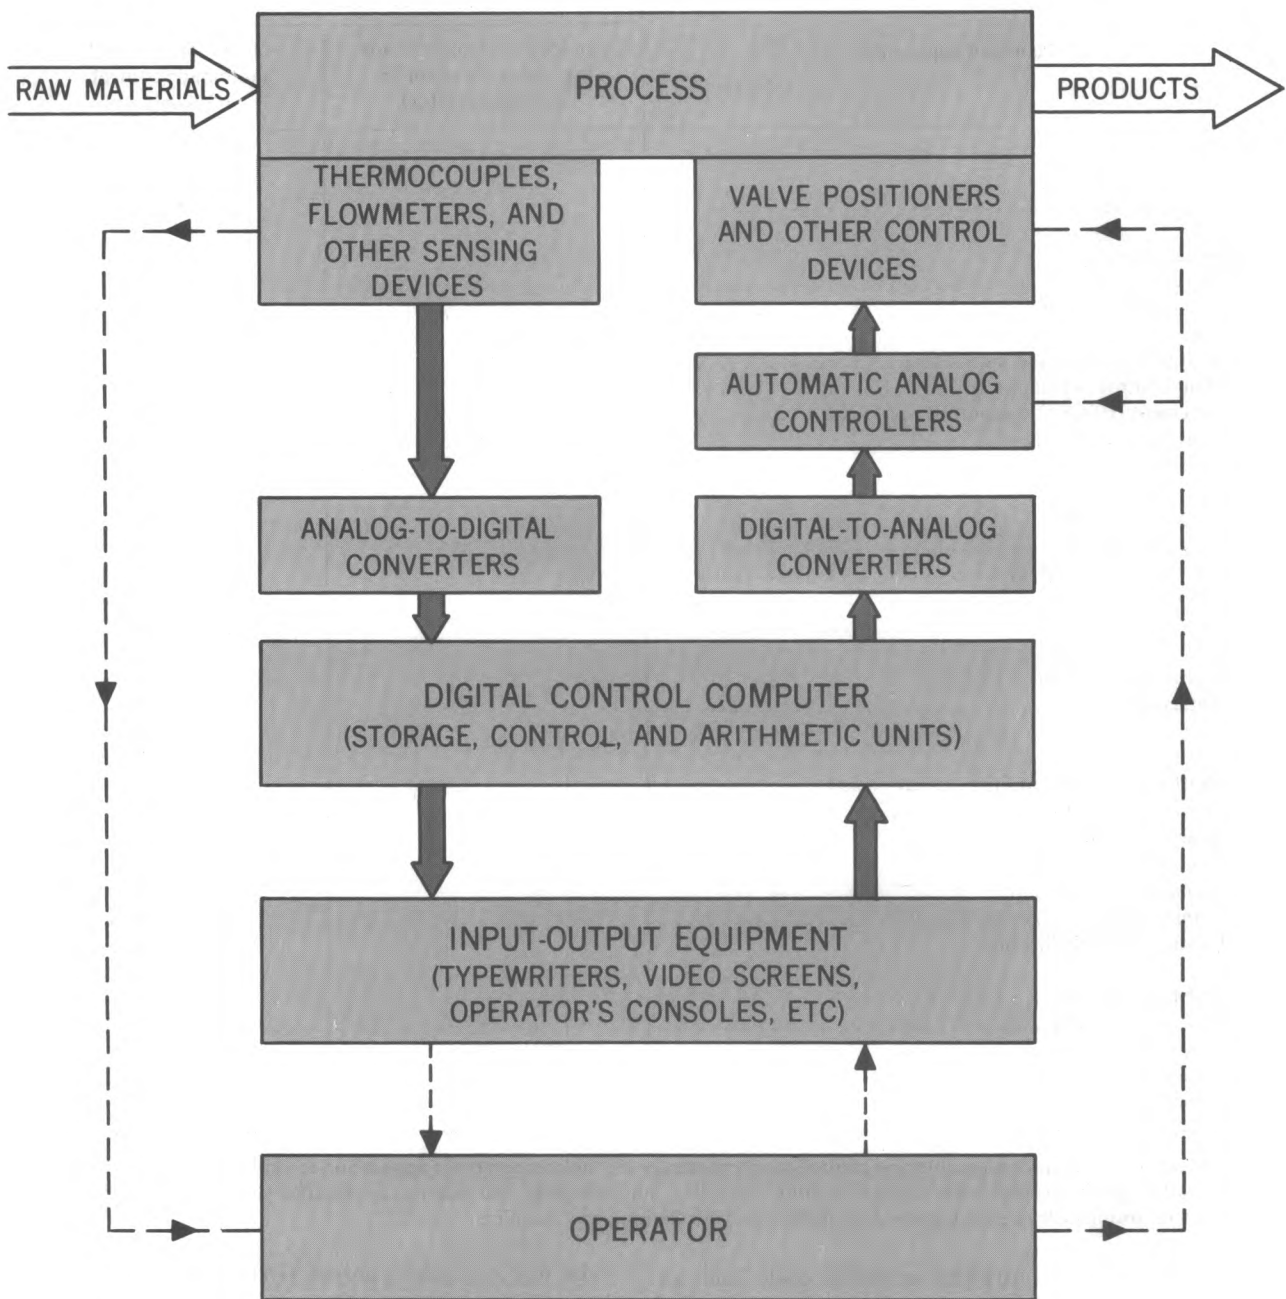 RAW MATERIALS
PROCESS
PRODUCTS
THERMOCOUPLES,
FLOWMETERS, AND
OTHER SENSING
DEVICES
VALVE POSITIONERS
AND OTHER CONTROL
DEVICES
AUTOMATIC ANALOG
CONTROLLERS
ANALOG-TO-DIGITAL
CONVERTERS
DIGITAL-TO-ANALOG
CONVERTERS
DIGITAL CONTROL COMPUTER
(STORAGE, CONTROL, AND ARITHMETIC UNITS)
INPUT-OUTPUT EQUIPMENT
(TYPEWRITERS, VIDEO SCREENS,
OPERATOR'S CONSOLES, ETC)
OPERATOR